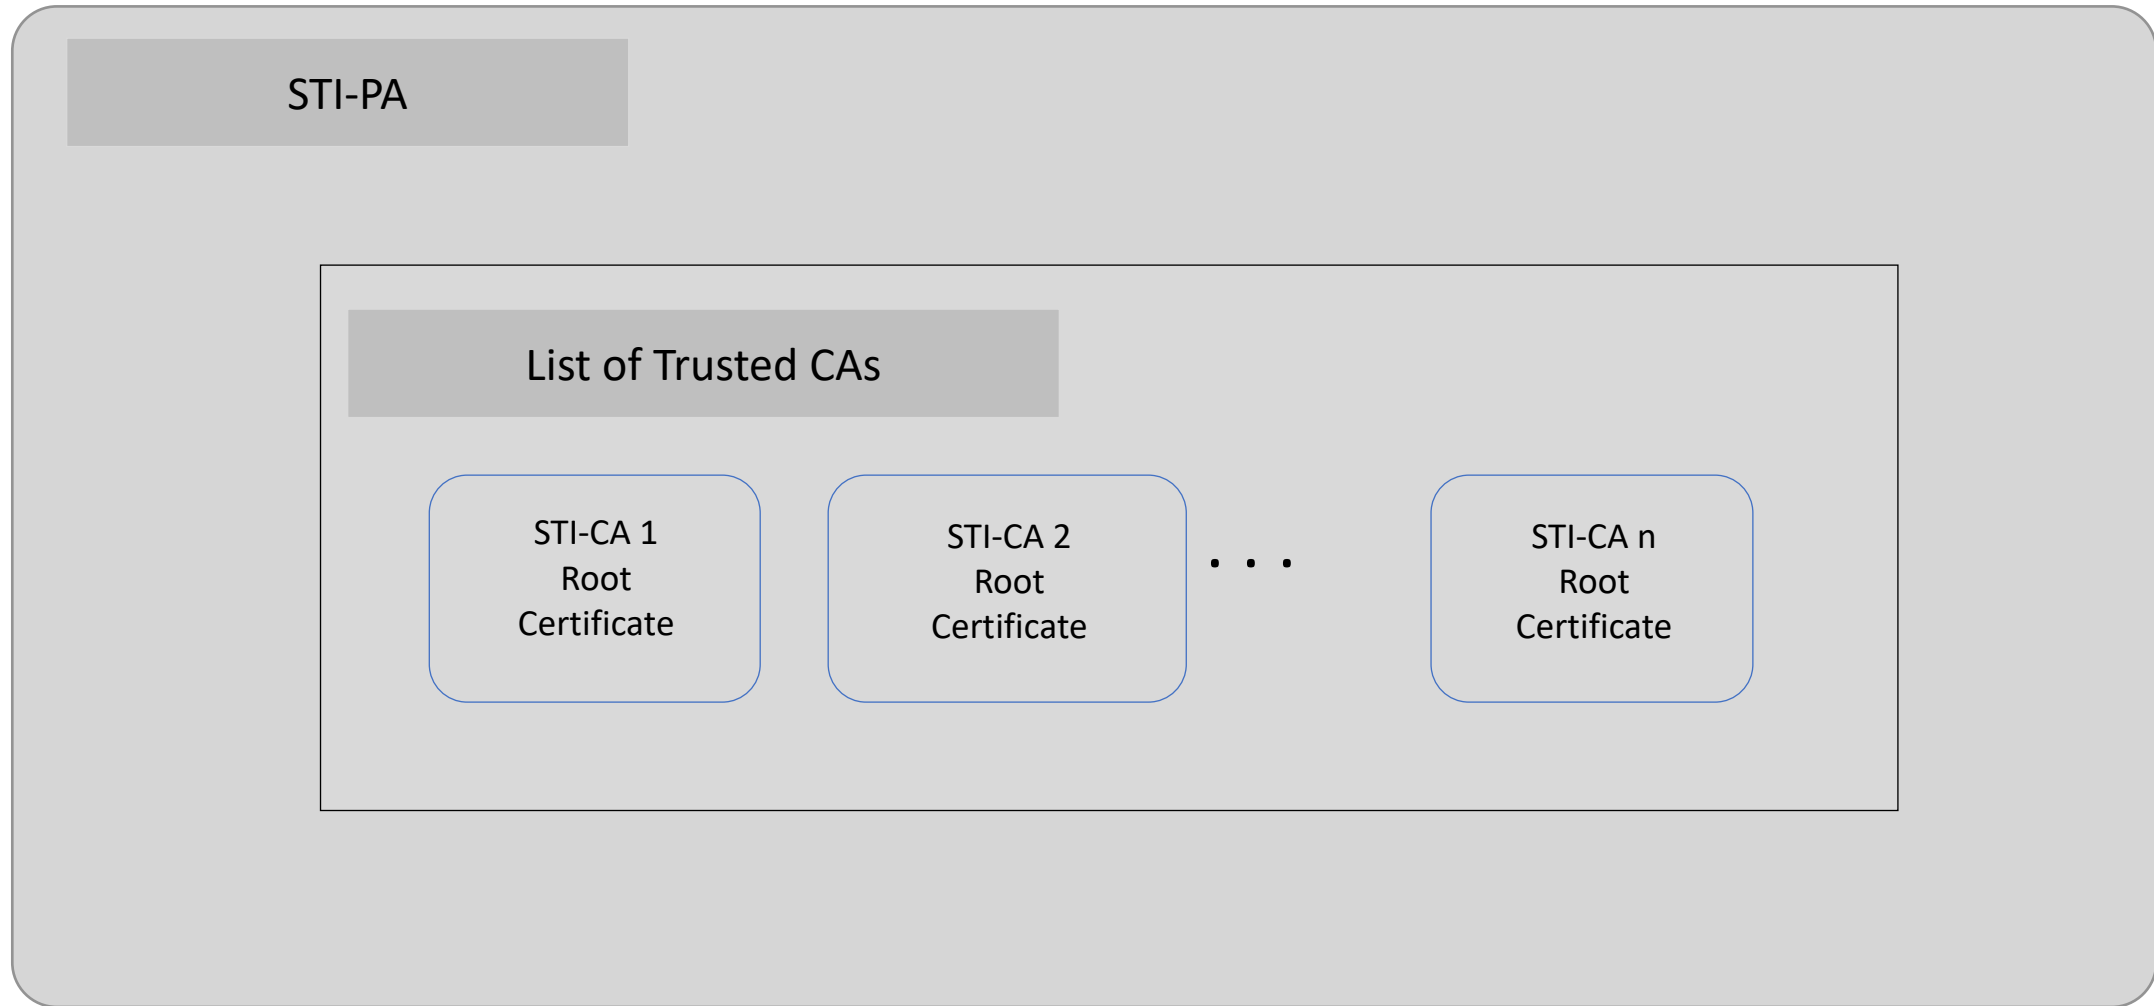 STI-PA
List of Trusted CAs
STI-CA 1
Root
Certificate
STI-CA 2
Root
Certificate
. . .
STI-CA n
Root
Certificate